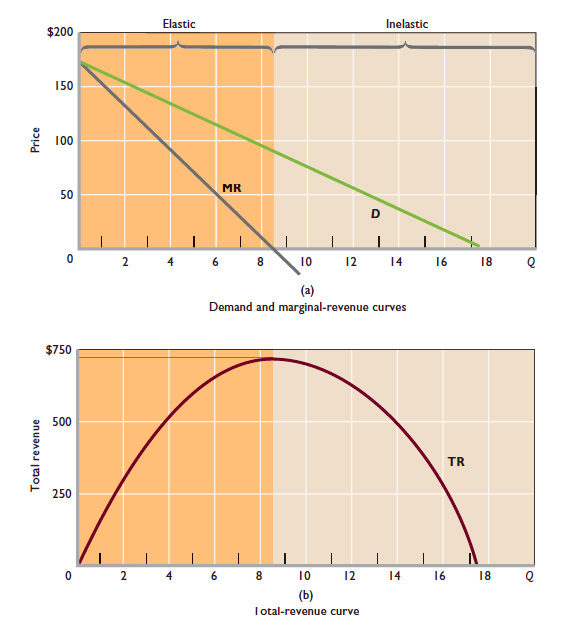 Elastic Inelastic
$200
150
100
50
0
Price
MR
D
2 4 6 8 10 12 14 16 18 Q
(a)
Demand and marginal-revenue curves
$750
500
250
0
Total revenue
TR
2 4 6 8 10 12 14 16 18 Q
(b)
Total-revenue curve